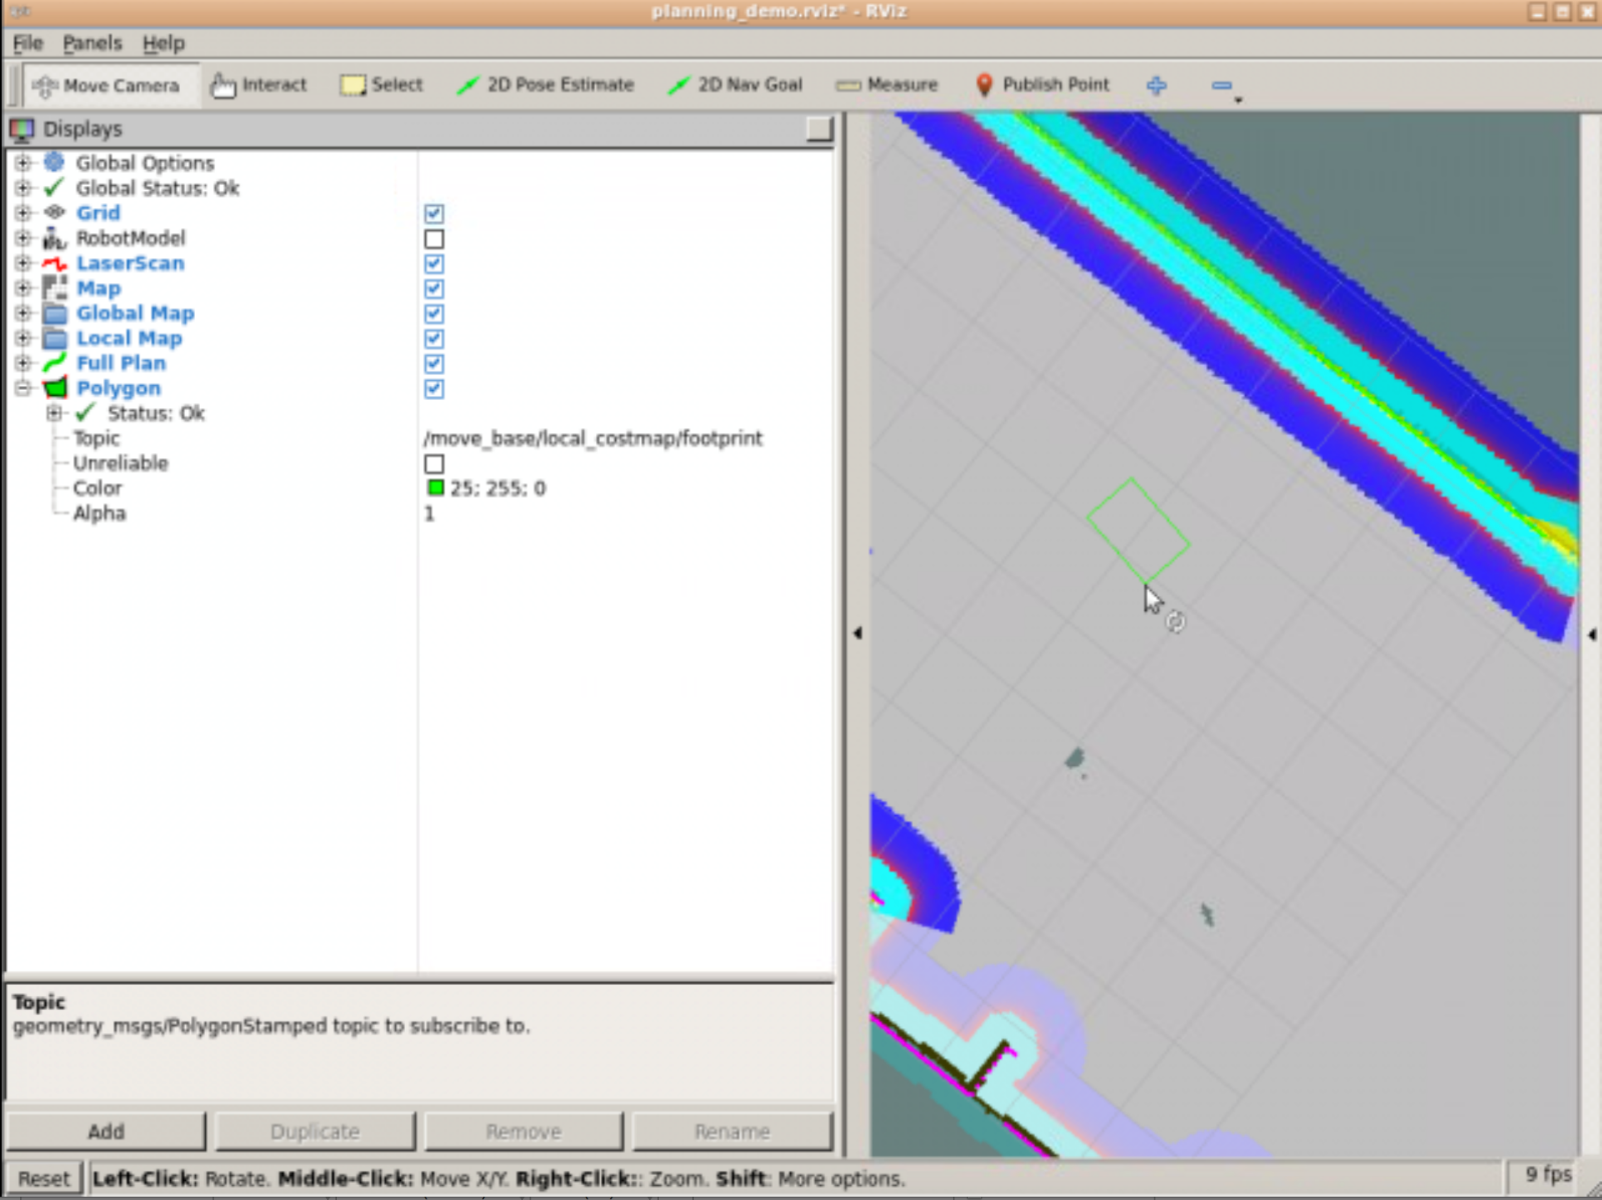 planning_demo.rviz* - RViz
File Panels Help
Move Camera Interact Select 2D Pose Estimate 2D Nav Goal Measure Publish Point
Displays
Global Options
Global Status: Ok
Grid
RobotModel
LaserScan
Map
Global Map
Local Map
Full Plan
Polygon
Status: Ok
Topic /move_base/local_costmap/footprint
Unreliable
Color 25; 255; 0
Alpha 1
Topic
geometry_msgs/PolygonStamped topic to subscribe to.
Add Duplicate Remove Rename
Reset Left-Click: Rotate. Middle-Click: Move X/Y. Right-Click:: Zoom. Shift: More options. 9 fps